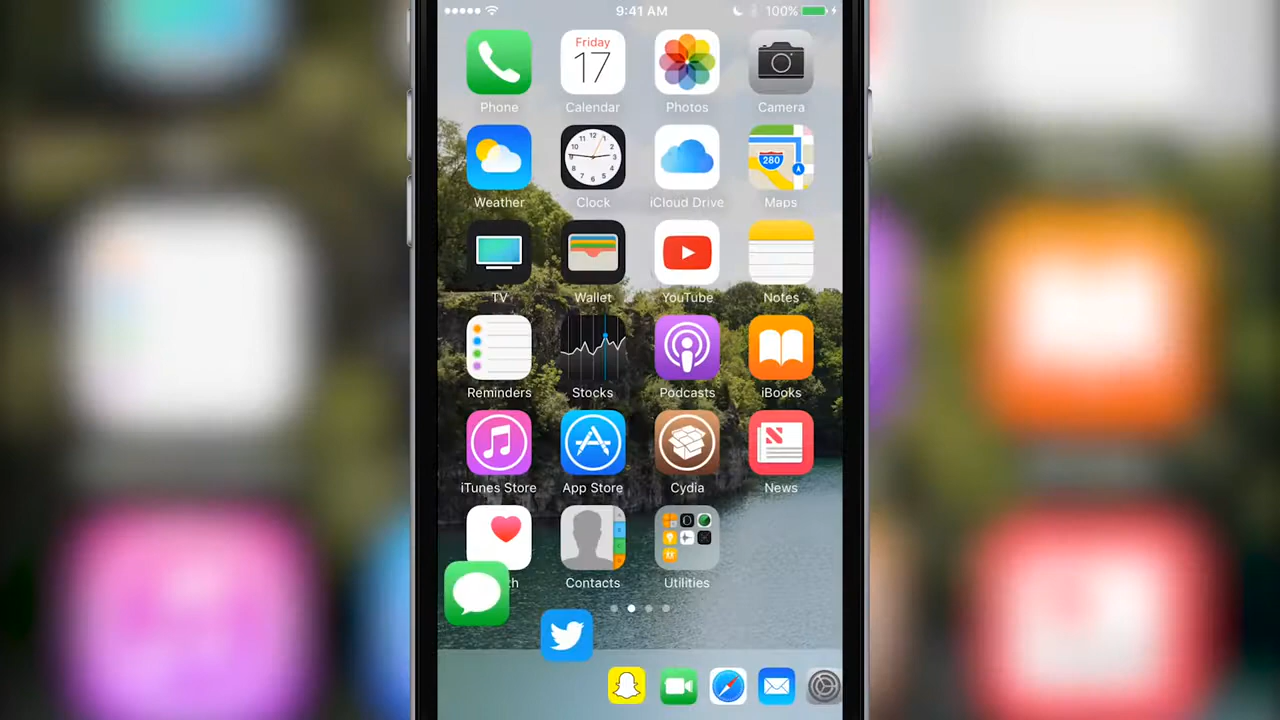 9:41 AM
100%
Friday
17
Phone
Calendar
Photos
Camera
12
280
Weather
Clock
iCloud Drive
Maps
TV
Wallet
YouTube
Notes
Reminders
Stocks
Podcasts
iBooks
iTunes Store
App Store
Cydia
News
h
Contacts
Utilities